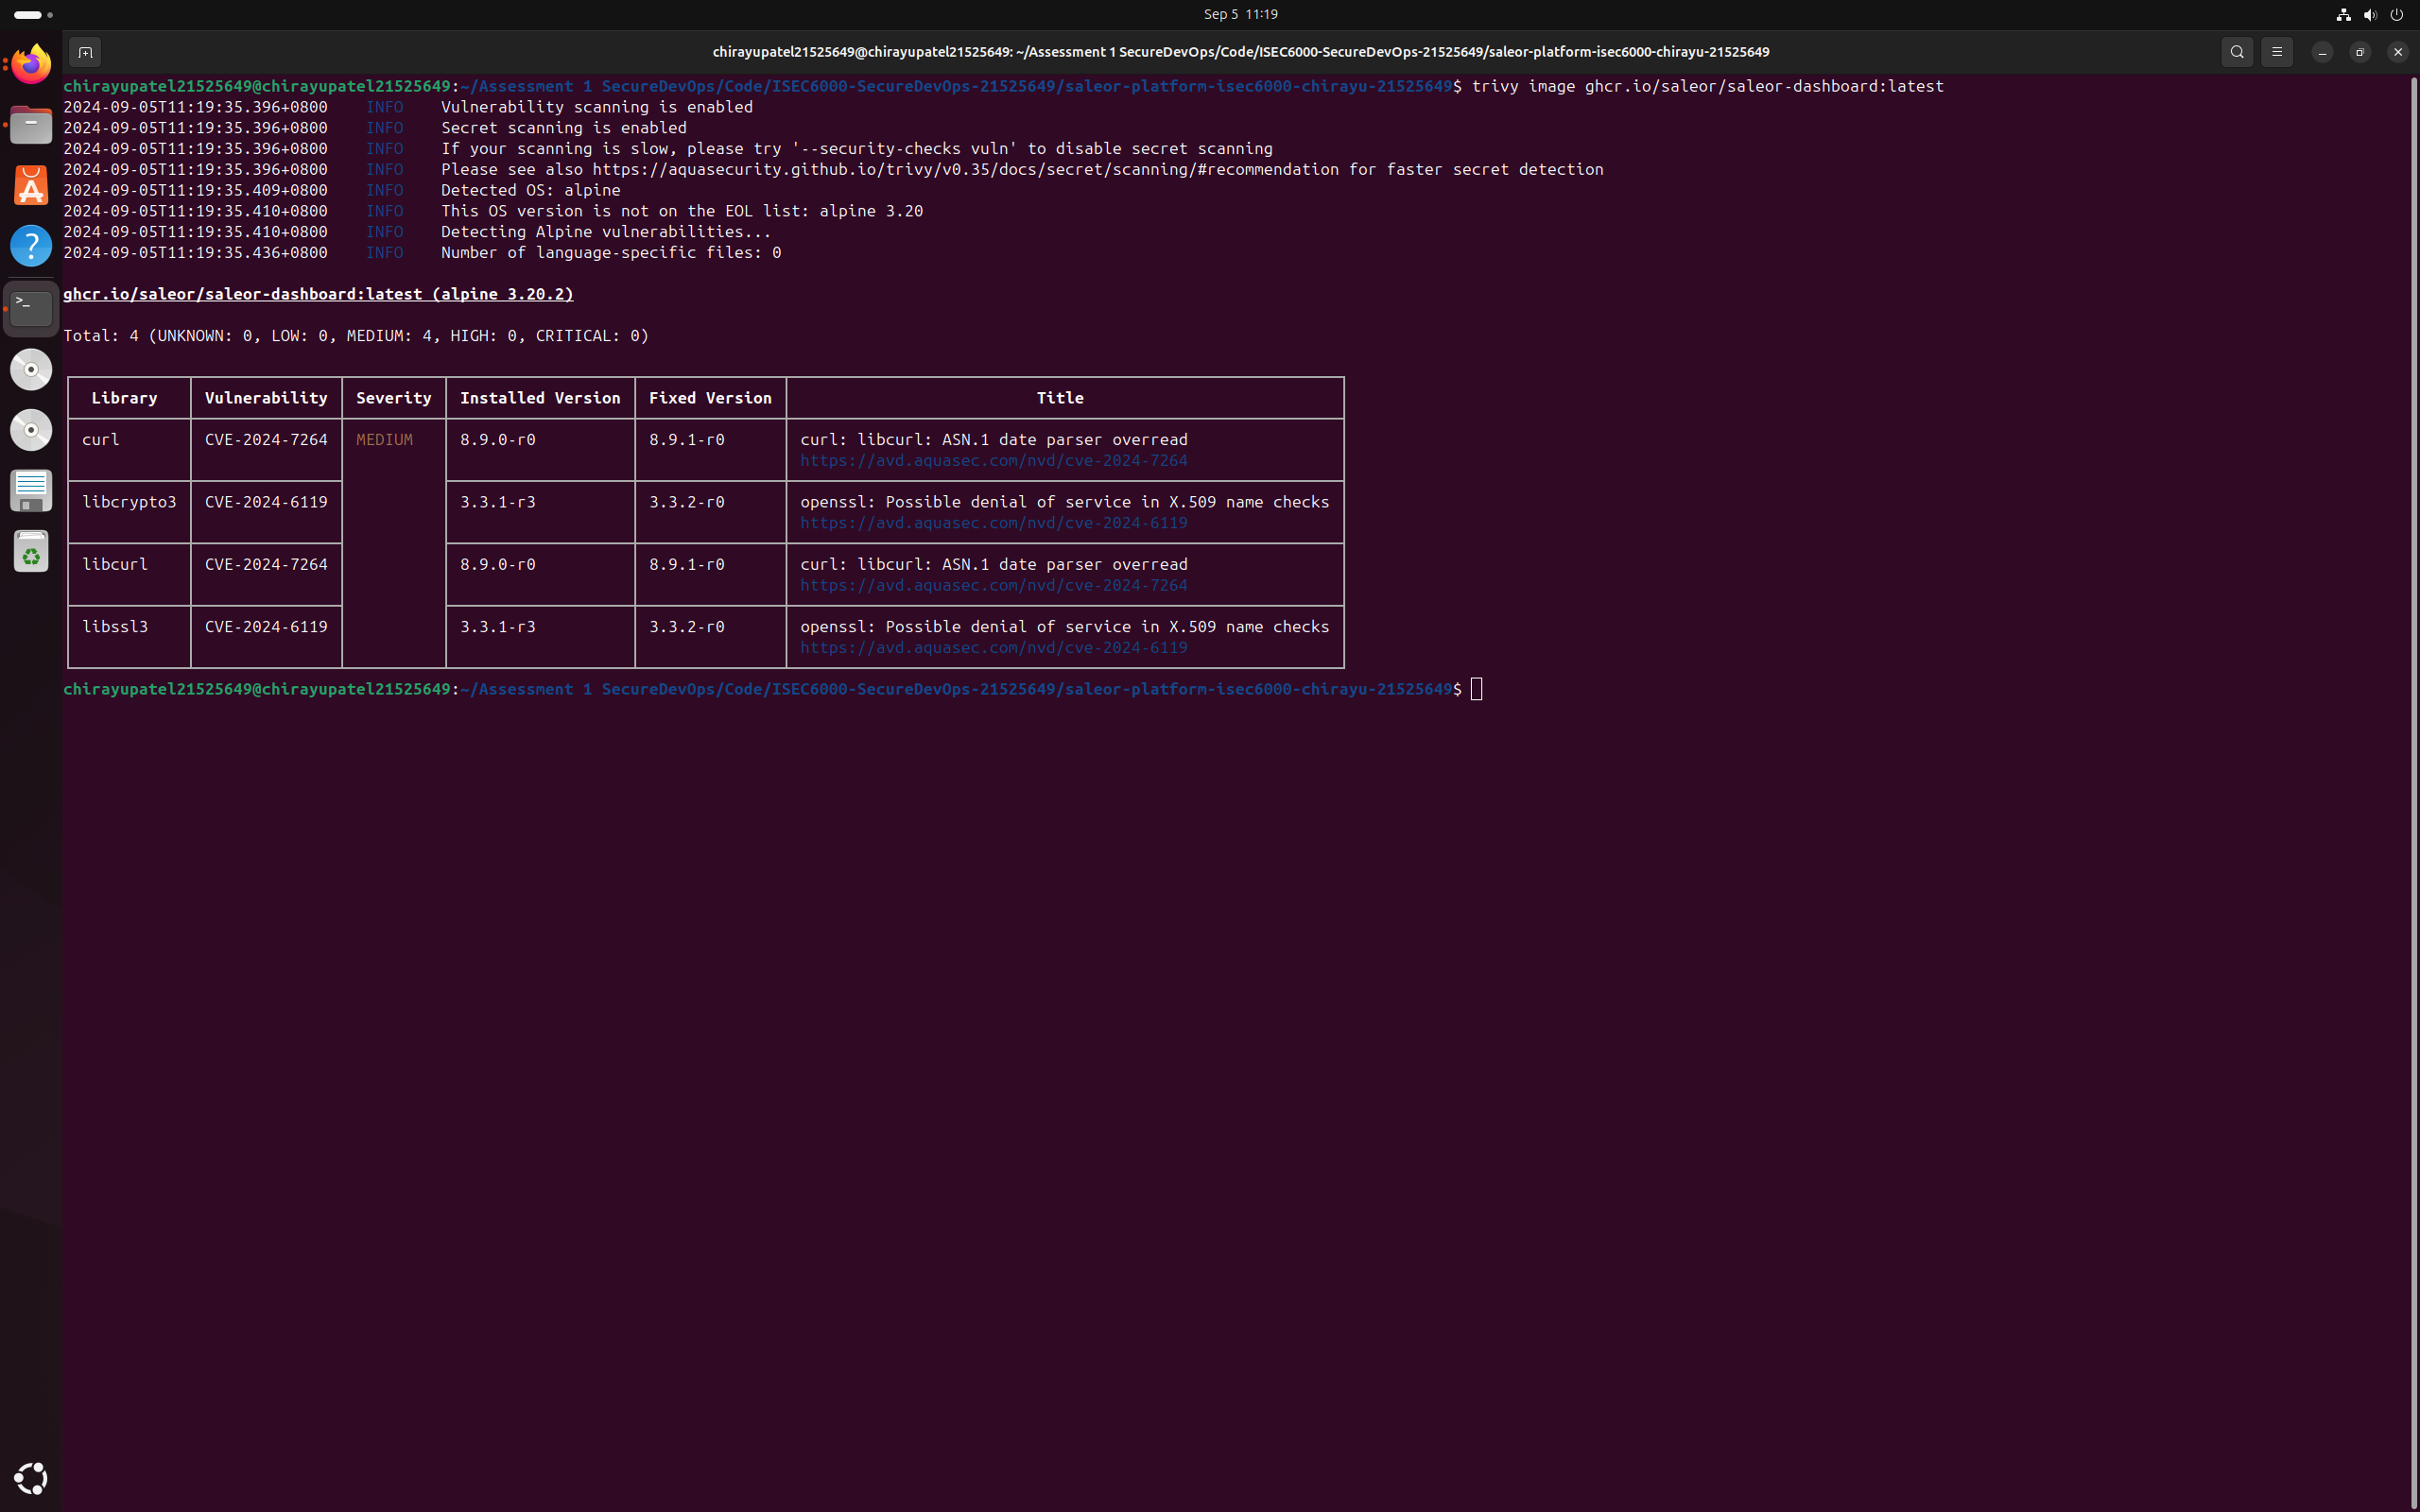 Sep 5 11:19
chirayupatel21525649@chirayupatel21525649: ~/Assessment 1 SecureDevOps/Code/ISEC6000-SecureDevOps-21525649/saleor-platform-isec6000-chirayu-21525649
chirayupatel21525649@chirayupatel21525649:~/Assessment 1 SecureDevOps/Code/ISEC6000-SecureDevOps-21525649/saleor-platform-isec6000-chirayu-21525649$ trivy image ghcr.io/saleor/saleor-dashboard:latest
2024-09-05T11:19:35.396+0800 INFO Vulnerability scanning is enabled
2024-09-05T11:19:35.396+0800 INFO Secret scanning is enabled
2024-09-05T11:19:35.396+0800 INFO If your scanning is slow, please try '--security-checks vuln' to disable secret scanning
2024-09-05T11:19:35.396+0800 INFO Please see also https://aquasecurity.github.io/trivy/v0.35/docs/secret/scanning/#recommendation for faster secret detection
2024-09-05T11:19:35.409+0800 INFO Detected OS: alpine
2024-09-05T11:19:35.410+0800 INFO This OS version is not on the EOL list: alpine 3.20
2024-09-05T11:19:35.410+0800 INFO Detecting Alpine vulnerabilities...
2024-09-05T11:19:35.436+0800 INFO Number of language-specific files: 0
ghcr.io/saleor/saleor-dashboard:latest (alpine 3.20.2)
Total: 4 (UNKNOWN: 0, LOW: 0, MEDIUM: 4, HIGH: 0, CRITICAL: 0)
Library Vulnerability Severity Installed Version Fixed Version Title
curl CVE-2024-7264 MEDIUM 8.9.0-r0 8.9.1-r0 curl: libcurl: ASN.1 date parser overread
https://avd.aquasec.com/nvd/cve-2024-7264
libcrypto3 CVE-2024-6119 3.3.1-r3 3.3.2-r0 openssl: Possible denial of service in X.509 name checks
https://avd.aquasec.com/nvd/cve-2024-6119
libcurl CVE-2024-7264 8.9.0-r0 8.9.1-r0 curl: libcurl: ASN.1 date parser overread
https://avd.aquasec.com/nvd/cve-2024-7264
libssl3 CVE-2024-6119 3.3.1-r3 3.3.2-r0 openssl: Possible denial of service in X.509 name checks
https://avd.aquasec.com/nvd/cve-2024-6119
chirayupatel21525649@chirayupatel21525649:~/Assessment 1 SecureDevOps/Code/ISEC6000-SecureDevOps-21525649/saleor-platform-isec6000-chirayu-21525649$